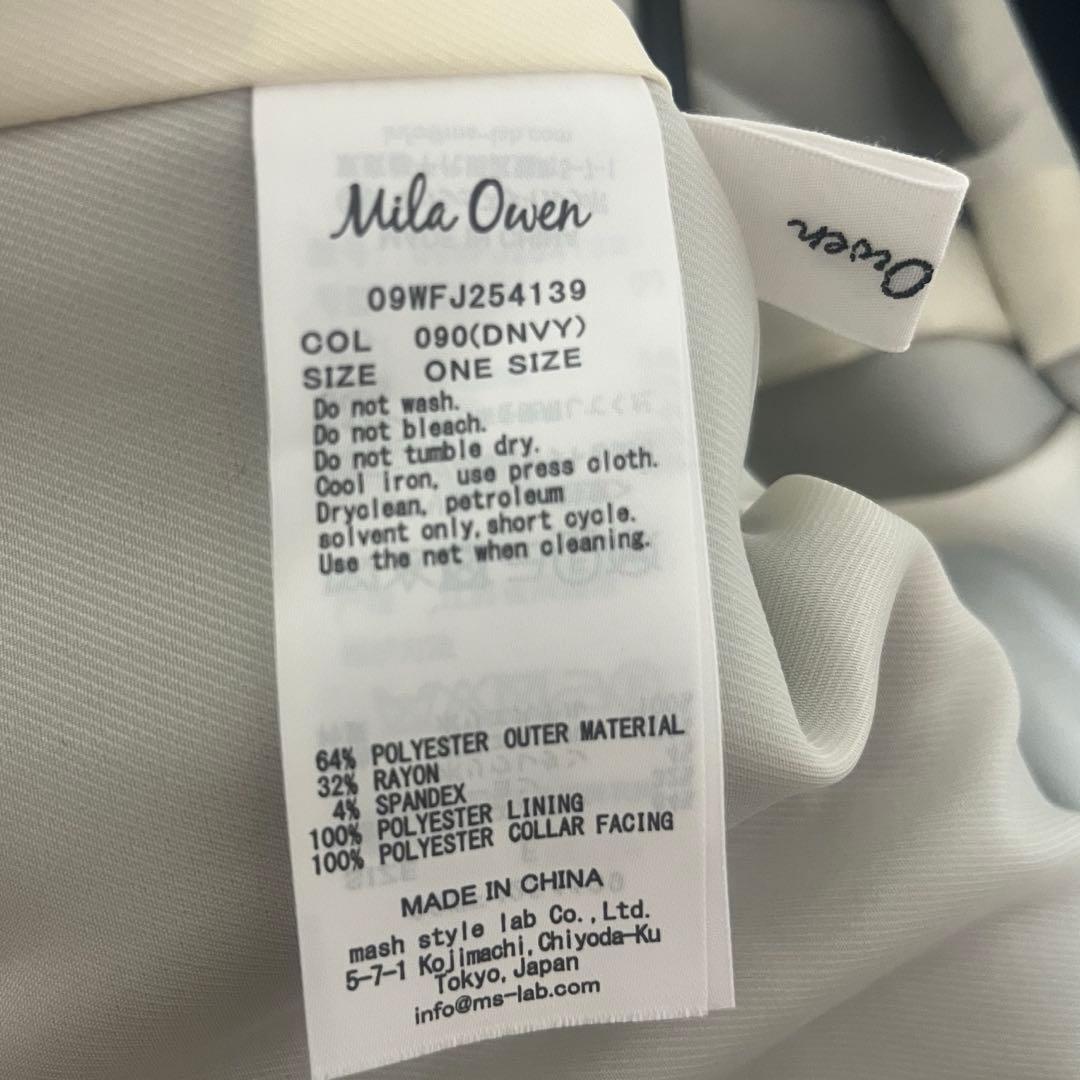 Mila Owen
09WFJ254139
COL 090(DNVY)
SIZE ONE SIZE
Do not wash.
Do not bleach.
Do not tumble dry.
Cool iron, use press cloth.
Dryclean, petroleum
solvent only, short cycle.
Use the net when cleaning.
64% POLYESTER OUTER MATERIAL
32% RAYON
4% SPANDEX
100% POLYESTER LINING
100% POLYESTER COLLAR FACING
MADE IN CHINA
mash style lab Co., Ltd.
5-7-1 Kojimachi, Chiyoda-Ku
Tokyo, Japan
info@ms-lab.com
Owen